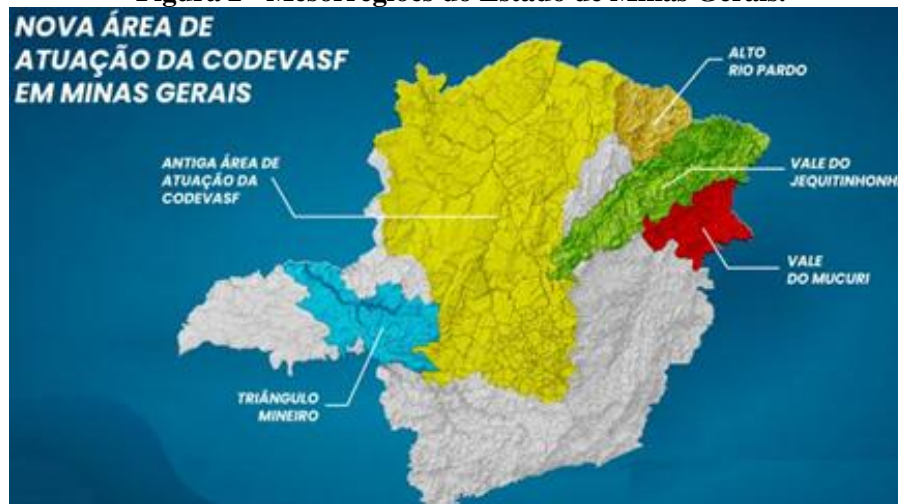 Figura 2 - Mesorregiões do Estado de Minas Gerais.
NOVA ÁREA DE
ATUAÇÃO DA CODEVASF
EM MINAS GERAIS
ALTO
RIO PARDO
ANTIGA ÁREA DE
ATUAÇÃO DA
CODEVASF
VALE DO
JEQUITINHONH
VALE
DO MUCURI
TRIÂNGULO
MINEIRO